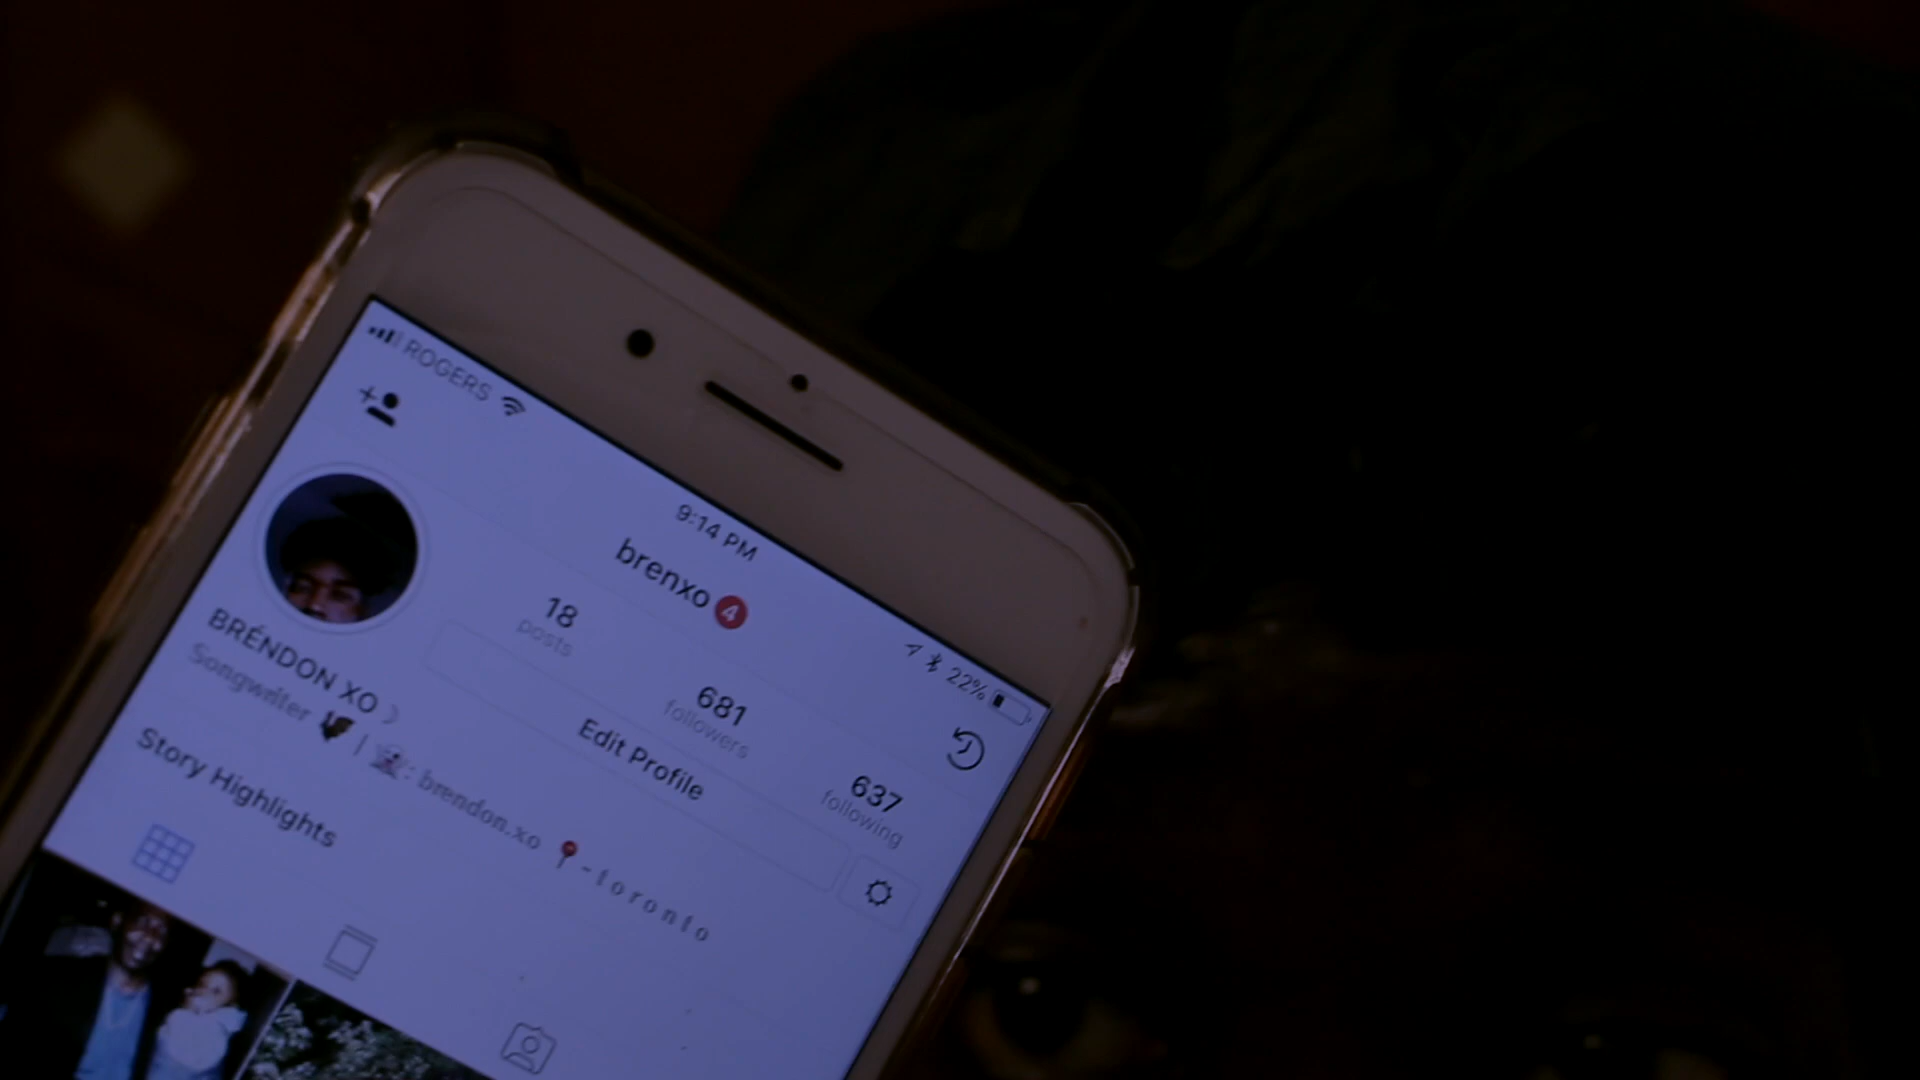 ROGERS
9:14 PM
22%
brenxo 4
18
posts
681
followers
637
following
Edit Profile
BRÉNDON XO
Songwriter | : brendon.xo -toronto
Story Highlights